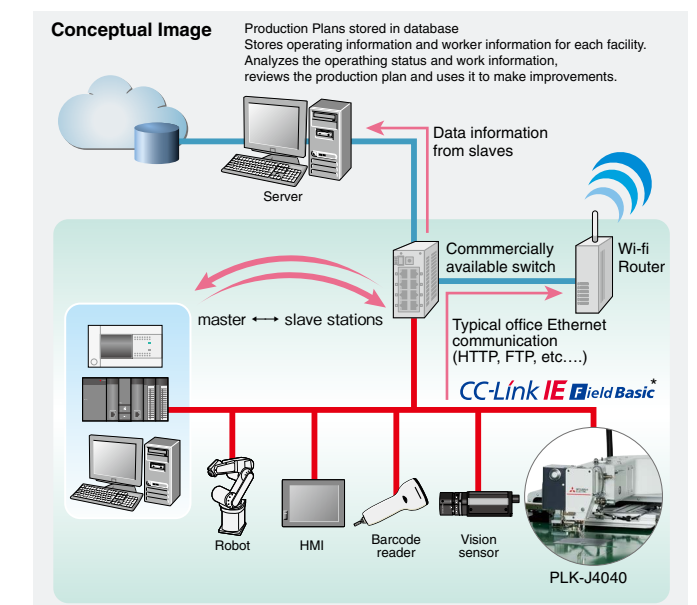 Conceptual Image
Production Plans stored in database
Stores operating information and worker information for each facility.
Analyzes the operathing status and work information,
reviews the production plan and uses it to make improvements.
Data information
from slaves
Server
Commmercially
available switch
Wi-fi
Router
master ←→ slave stations
Typical office Ethernet
communication
(HTTP, FTP, etc....)
CC-Link IE Field Basic*
Robot
HMI
Barcode
reader
Vision
sensor
PLK-J4040